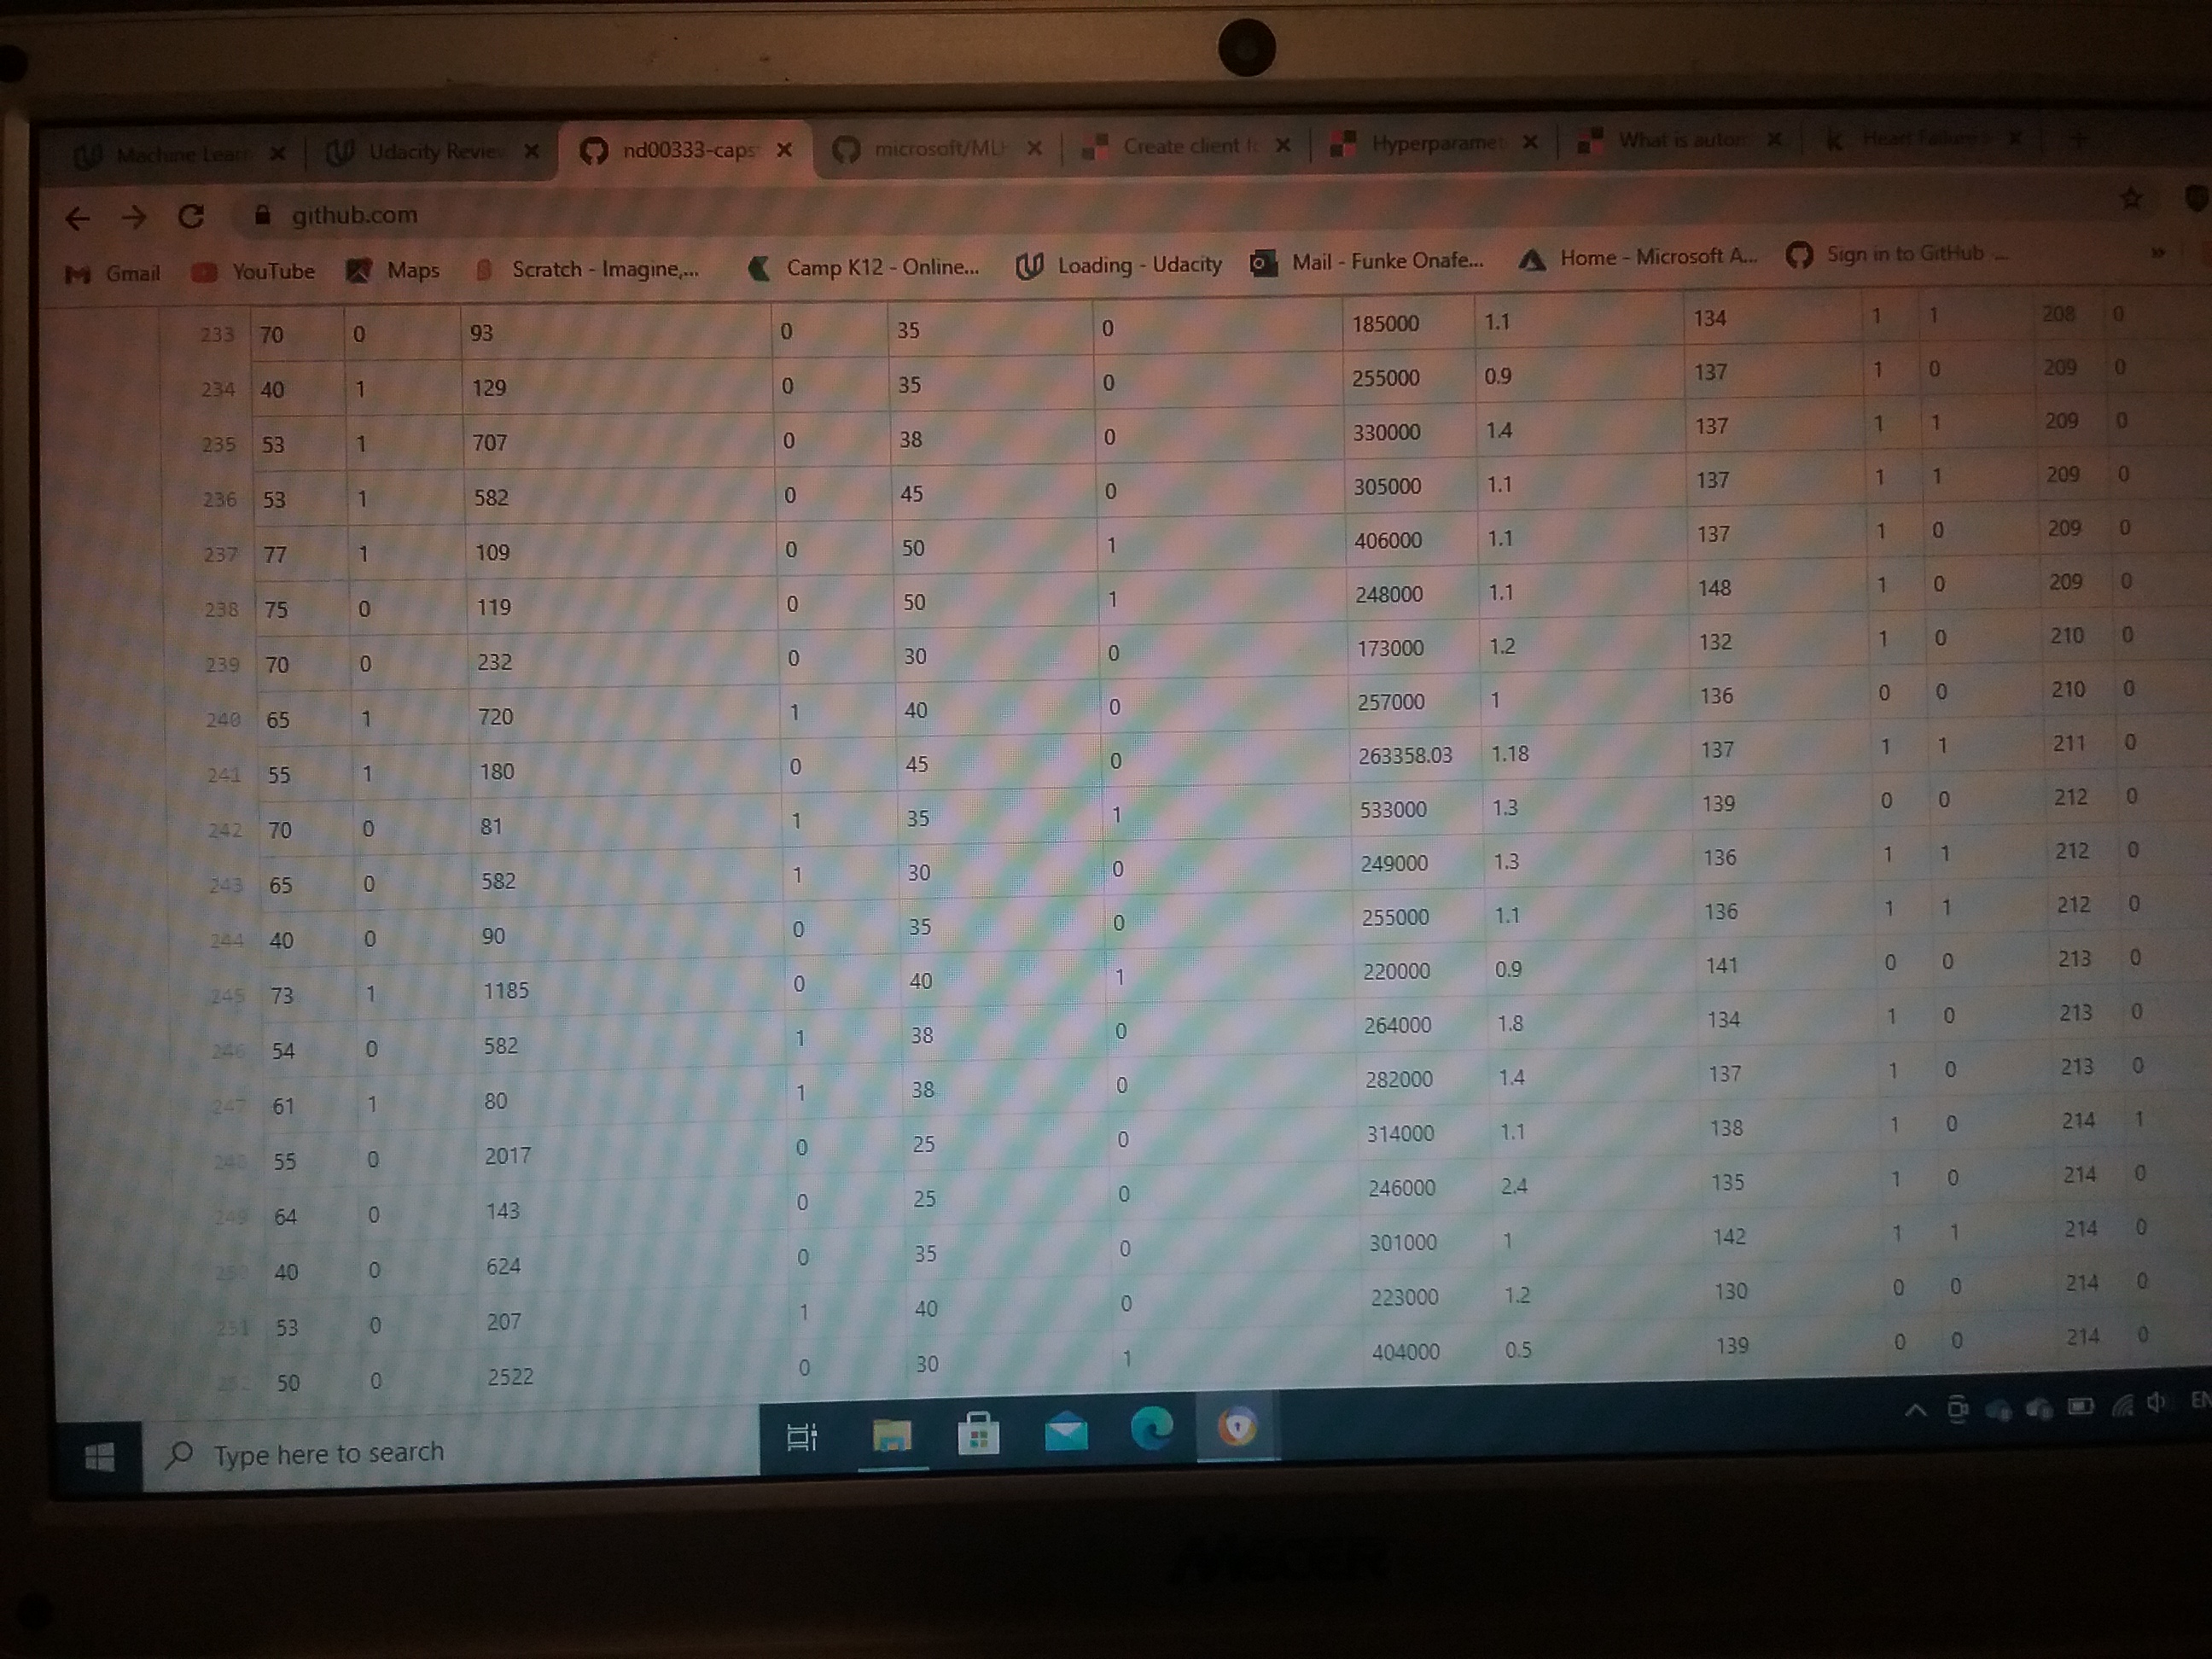 Machine Lear Udacity Review nd00333-caps microsoft/MLH Create client fo Hyperparamet What is autom Heart Failure
github.com
Gmail YouTube Maps Scratch - Imagine,... Camp K12 - Online... Loading - Udacity Mail - Funke Onafe... Home - Microsoft A... Sign in to GitHub ... »
233 70 0 93 0 35 0 185000 1.1 134 1 1 208 0
234 40 1 129 0 35 0 255000 0.9 137 1 0 209 0
235 53 1 707 0 38 0 330000 1.4 137 1 1 209 0
236 53 1 582 0 45 0 305000 1.1 137 1 1 209 0
237 77 1 109 0 50 1 406000 1.1 137 1 0 209 0
238 75 0 119 0 50 1 248000 1.1 148 1 0 209 0
239 70 0 232 0 30 0 173000 1.2 132 1 0 210 0
240 65 1 720 1 40 0 257000 1 136 0 0 210 0
241 55 1 180 0 45 0 263358.03 1.18 137 1 1 211 0
242 70 0 81 1 35 1 533000 1.3 139 0 0 212 0
243 65 0 582 1 30 0 249000 1.3 136 1 1 212 0
244 40 0 90 0 35 0 255000 1.1 136 1 1 212 0
245 73 1 1185 0 40 1 220000 0.9 141 0 0 213 0
246 54 0 582 1 38 0 264000 1.8 134 1 0 213 0
247 61 1 80 1 38 0 282000 1.4 137 1 0 213 0
248 55 0 2017 0 25 0 314000 1.1 138 1 0 214 1
249 64 0 143 0 25 0 246000 2.4 135 1 0 214 0
250 40 0 624 0 35 0 301000 1 142 1 1 214 0
251 53 0 207 1 40 0 223000 1.2 130 0 0 214 0
252 50 0 2522 0 30 1 404000 0.5 139 0 0 214 0
Type here to search EN
MECER